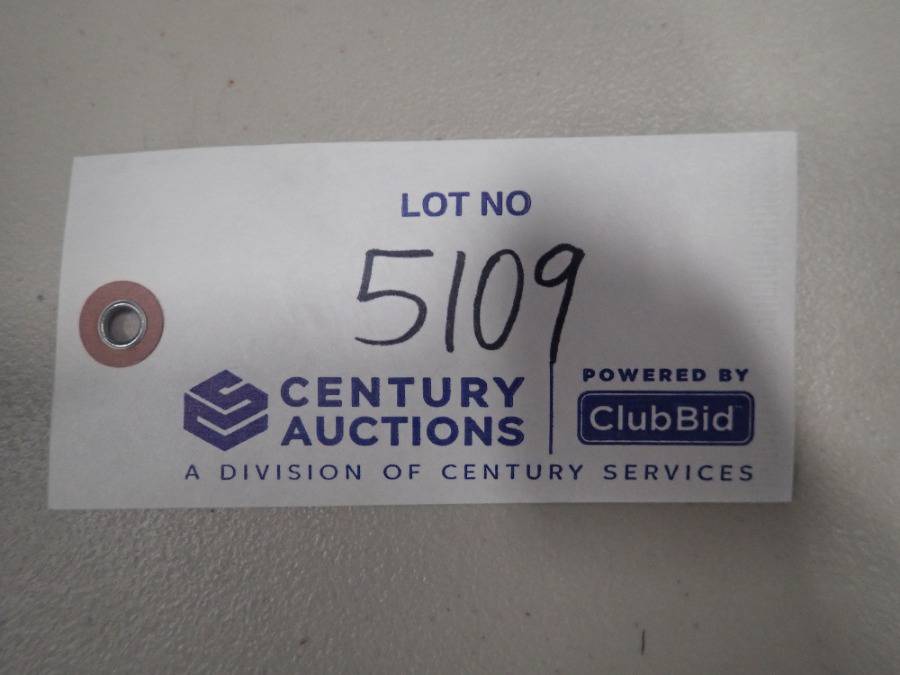 LOT NO
5109
CENTURY
AUCTIONS
POWERED BY
ClubBid
A DIVISION OF CENTURY SERVICES